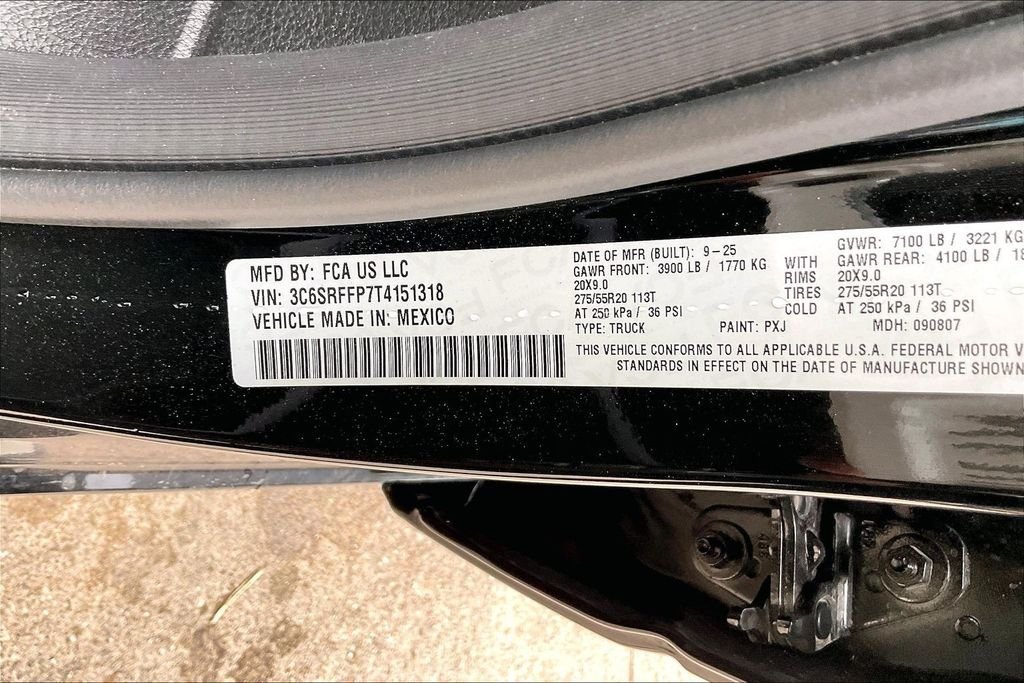 MFD BY: FCA US LLC
VIN: 3C6SRFFP7T4151318
VEHICLE MADE IN: MEXICO
DATE OF MFR (BUILT): 9-25
GAWR FRONT: 3900 LB / 1770 KG
20X9.0
275/55R20 113T
AT 250 kPa / 36 PSI
TYPE: TRUCK
PAINT: PXJ
WITH
RIMS
TIRES
COLD
GVWR: 7100 LB / 3221 KG
GAWR REAR: 4100 LB / 18
20X9.0
275/55R20 113T
AT 250 kPa / 36 PSI
MDH: 090807
THIS VEHICLE CONFORMS TO ALL APPLICABLE U.S.A. FEDERAL MOTOR V
STANDARDS IN EFFECT ON THE DATE OF MANUFACTURE SHOWN